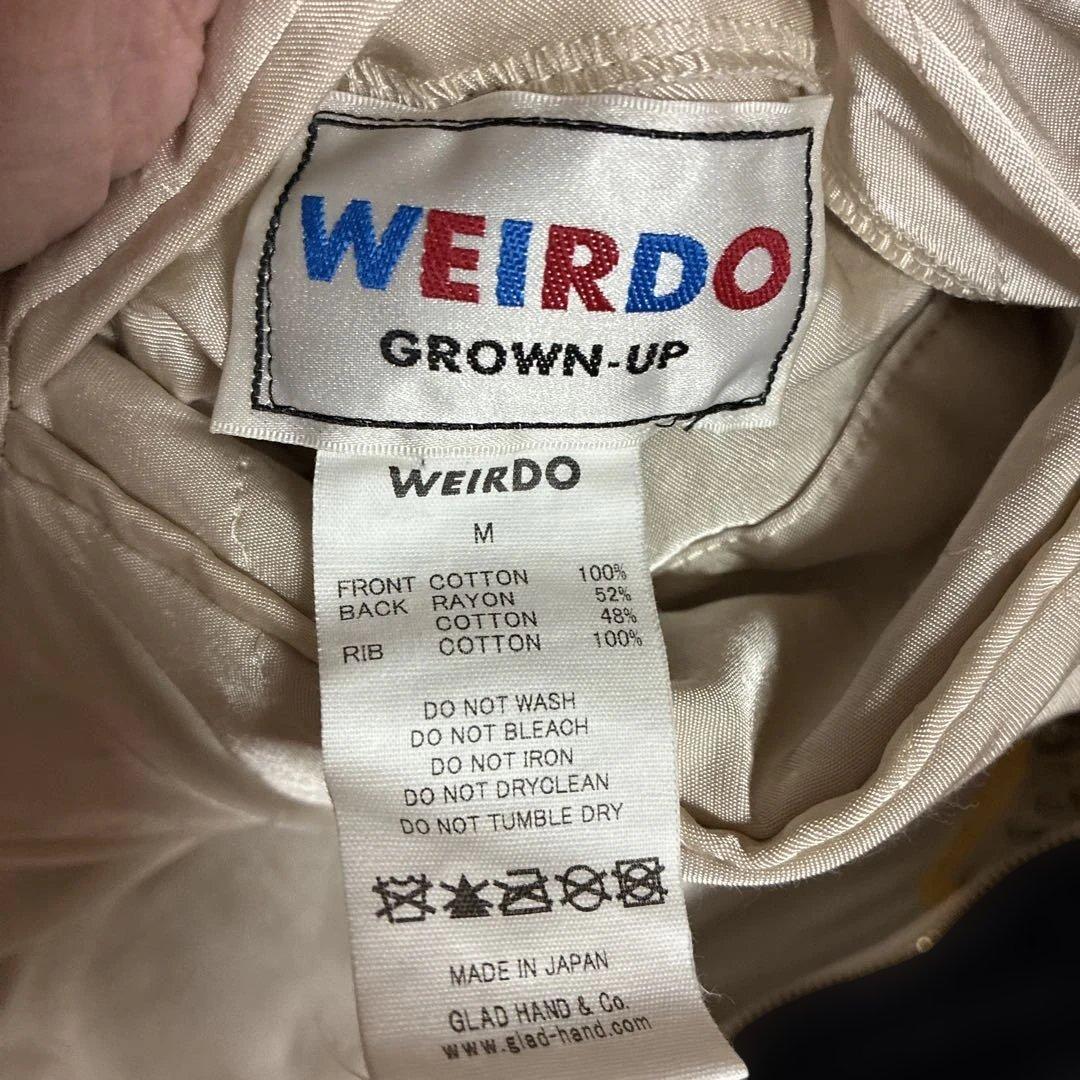 WEIRDO
GROWN-UP
WEIRDO
M
FRONT COTTON 100%
BACK RAYON 52%
COTTON 48%
RIB COTTON 100%
DO NOT WASH
DO NOT BLEACH
DO NOT IRON
DO NOT DRYCLEAN
DO NOT TUMBLE DRY
MADE IN JAPAN
GLAD HAND & Co.
www.glad-hand.com